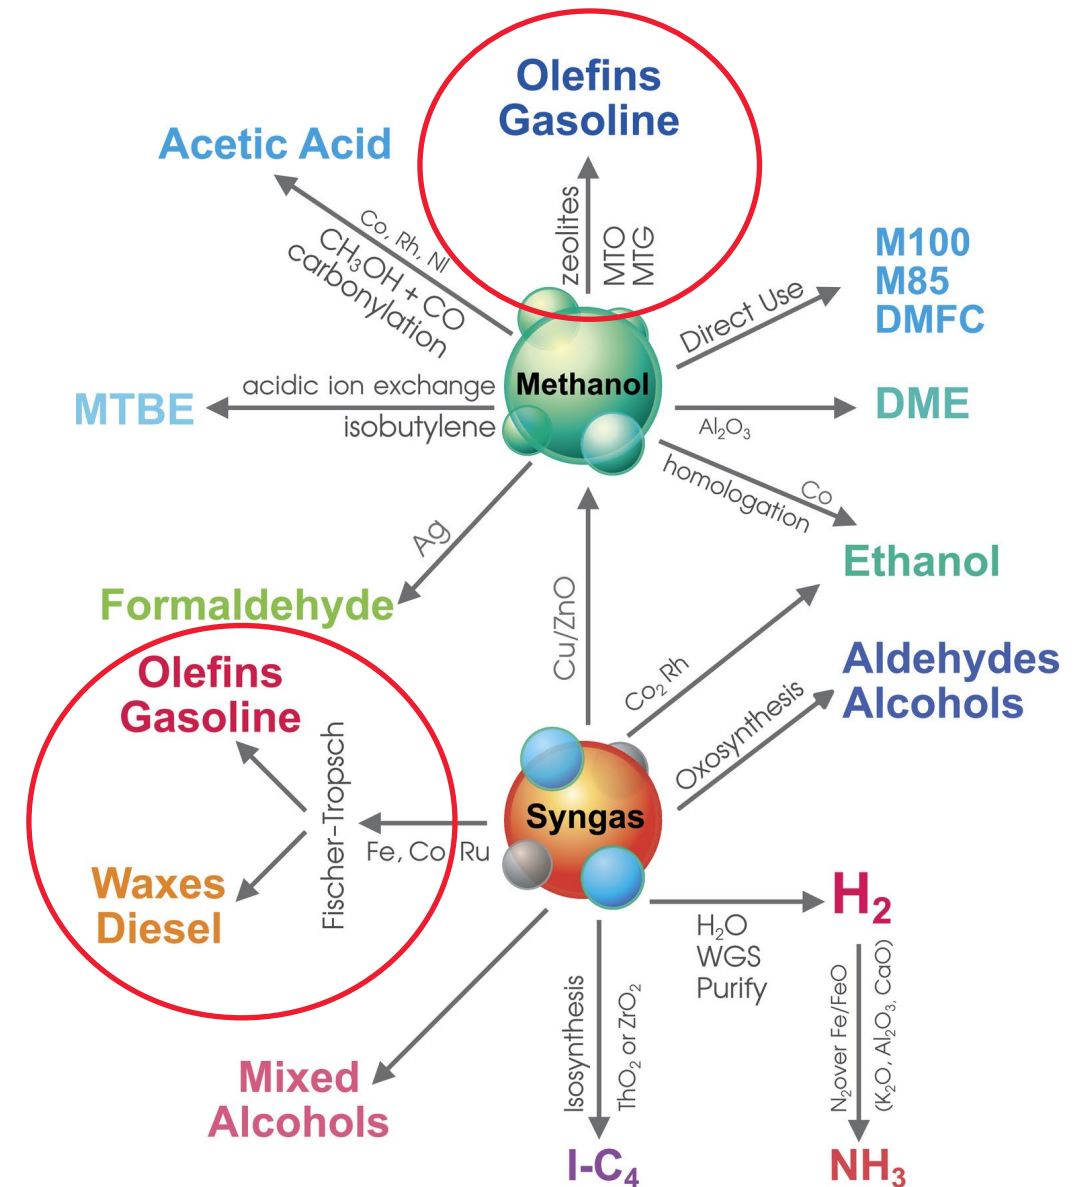 Olefins
Gasoline
zeolites
MTO
MTG
Acetic Acid
Co, Rh, NI
CH₃OH + CO
carbonylation
Direct Use
M100
M85
DMFC
Methanol
MTBE
acidic ion exchange
isobutylene
DME
Al₂O₃
Co
homologation
Ethanol
Ag
Formaldehyde
Cu/ZnO
Co₂ Rh
Oxosynthesis
Aldehydes
Alcohols
Olefins
Gasoline
Fischer-Tropsch
Fe, Co, Ru
Waxes
Diesel
Syngas
H₂O
WGS
Purify
H₂
N₂over Fe/FeO
(K₂O, Al₂O₃, CaO)
NH₃
Isosynthesis
ThO₂ or ZrO₂
I-C₄
Mixed
Alcohols